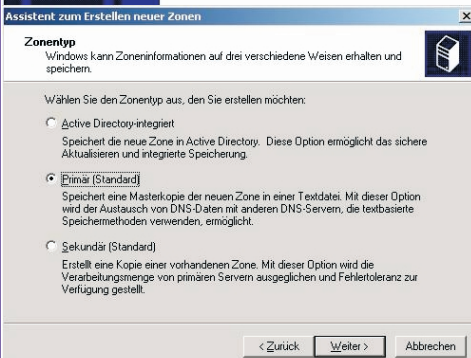 Assistent zum Erstellen neuer Zonen
Zonentyp
Windows kann Zoneninformationen auf drei verschiedene Weisen erhalten und
speichern.
Wählen Sie den Zonentyp aus, den Sie erstellen möchten:
Active Directory-integriert
Speichert die neue Zone in Active Directory. Diese Option ermöglicht das sichere
Aktualisieren und integrierte Speicherung.
Primär (Standard)
Speichert eine Masterkopie der neuen Zone in einer Textdatei. Mit dieser Option
wird der Austausch von DNS-Daten mit anderen DNS-Servern, die textbasierte
Speichermethoden verwenden, ermöglicht.
Sekundär (Standard)
Erstellt eine Kopie einer vorhandenen Zone. Mit dieser Option wird die
Verarbeitungsmenge von primären Servern ausgeglichen und Fehlertoleranz zur
Verfügung gestellt.
< Zurück Weiter > Abbrechen